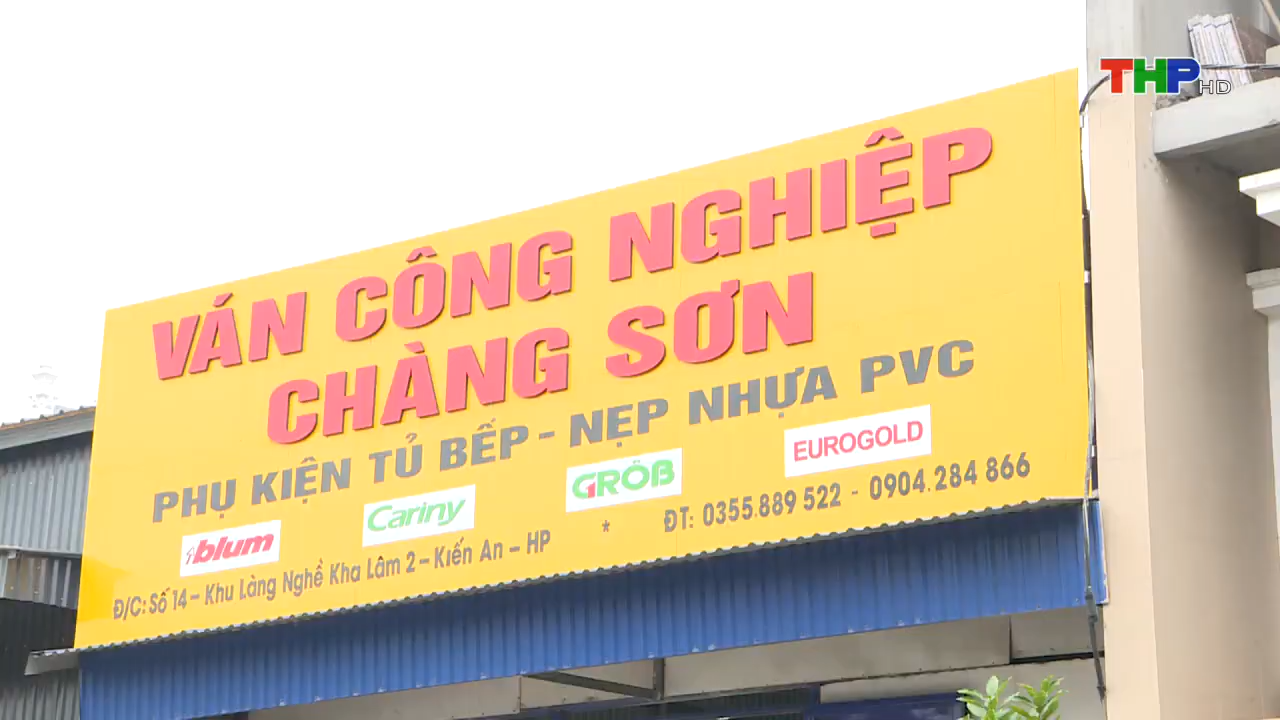 THP HD
VÁN CÔNG NGHIỆP
CHÀNG SƠN
PHỤ KIỆN TỦ BẾP - NẸP NHỰA PVC
blum Cariny GRÔB EUROGOLD
Đ/C: Số 14 - Khu Làng Nghề Kha Lâm 2 - Kiến An - HP * ĐT: 0355.889 522 - 0904.284 866